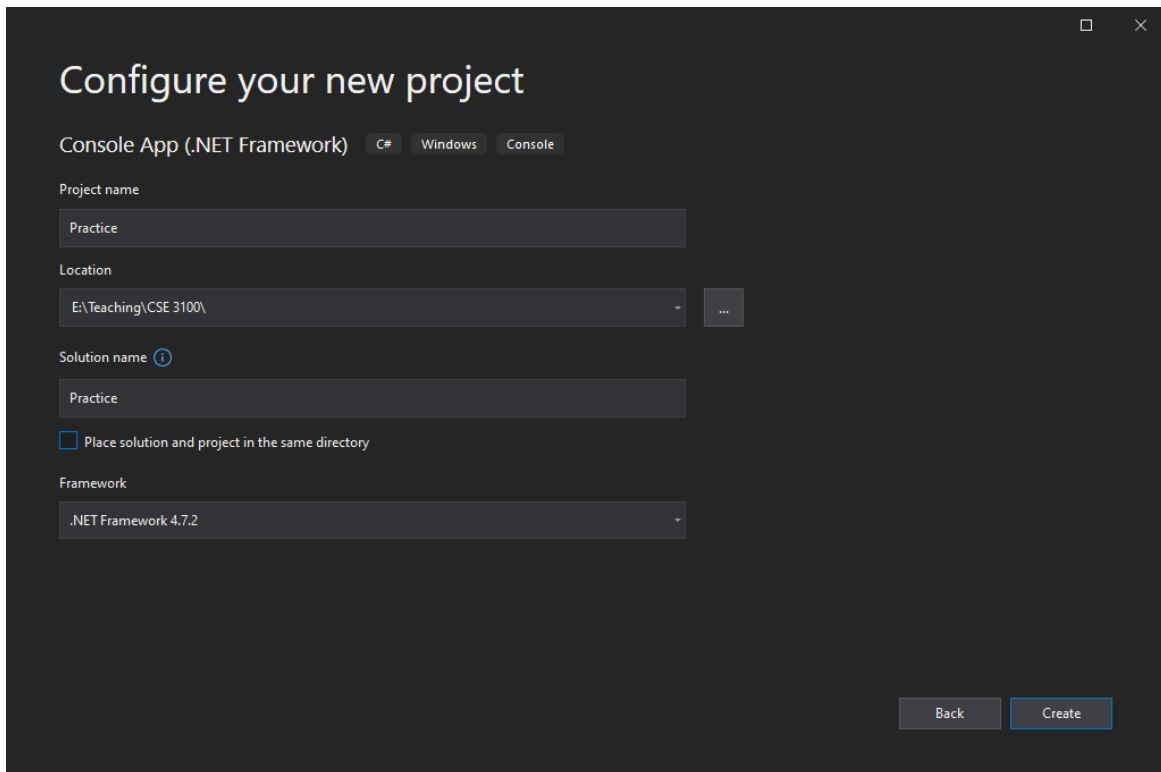 Configure your new project
Console App (.NET Framework) C# Windows Console
Project name
Practice
Location
E:\Teaching\CSE 3100\
...
Solution name
Practice
Place solution and project in the same directory
Framework
.NET Framework 4.7.2
Back Create